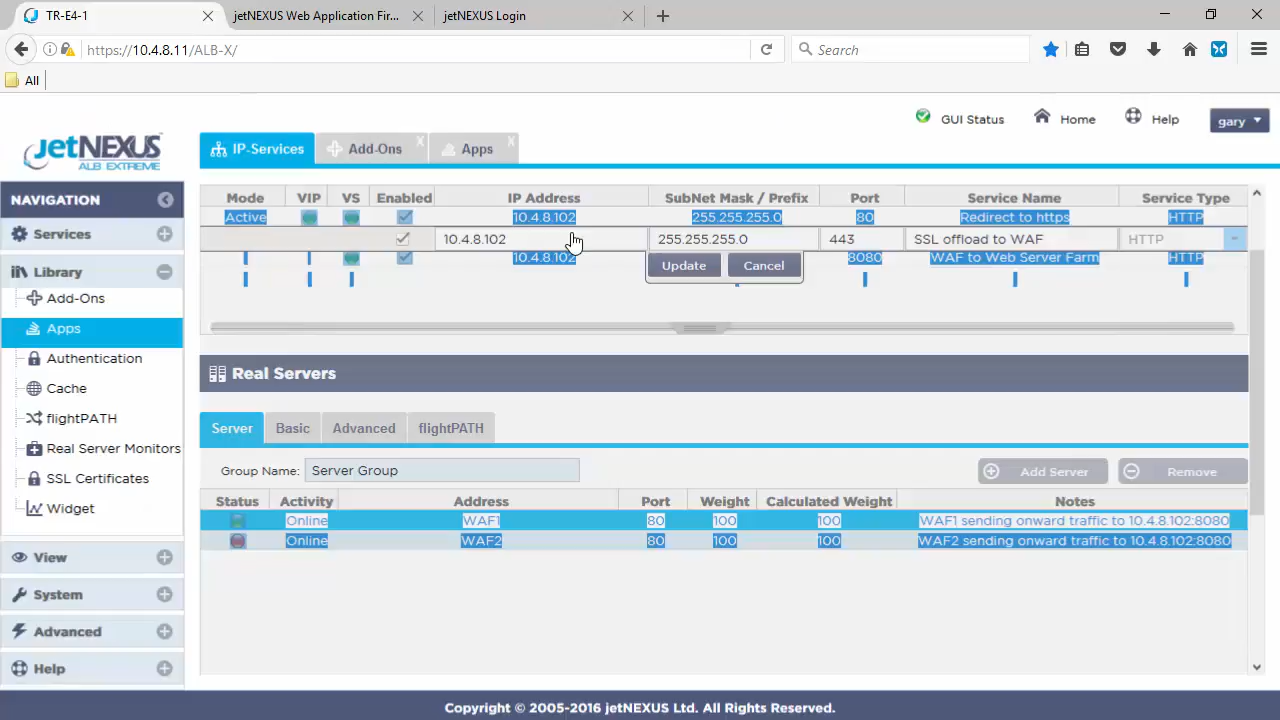 TR-E4-1
jetNEXUS Web Application Fir...
jetNEXUS Login
https://10.4.8.11/ALB-X/
Search
All
GUI Status
Home
Help
gary
jetNEXUS
ALB EXTREME
IP-Services
Add-Ons
x
Apps
x
NAVIGATION
Services
Library
Add-Ons
Apps
Authentication
Cache
flightPATH
Real Server Monitors
SSL Certificates
Widget
View
System
Advanced
Help
Mode VIP VS Enabled IP Address SubNet Mask / Prefix Port Service Name Service Type
Active 10.4.8.102 255.255.255.0 80 Redirect to https HTTP
10.4.8.102 255.255.255.0 443 SSL offload to WAF HTTP
10.4.8.102 8080 WAF to Web Server Farm HTTP
Update Cancel
Real Servers
Server Basic Advanced flightPATH
Group Name: Server Group
Add Server Remove
Status Activity Address Port Weight Calculated Weight Notes
Online WAF1 80 100 100 WAF1 sending onward traffic to 10.4.8.102:8080
Online WAF2 80 100 100 WAF2 sending onward traffic to 10.4.8.102:8080
Copyright © 2005-2016 jetNEXUS Ltd. All Rights Reserved.